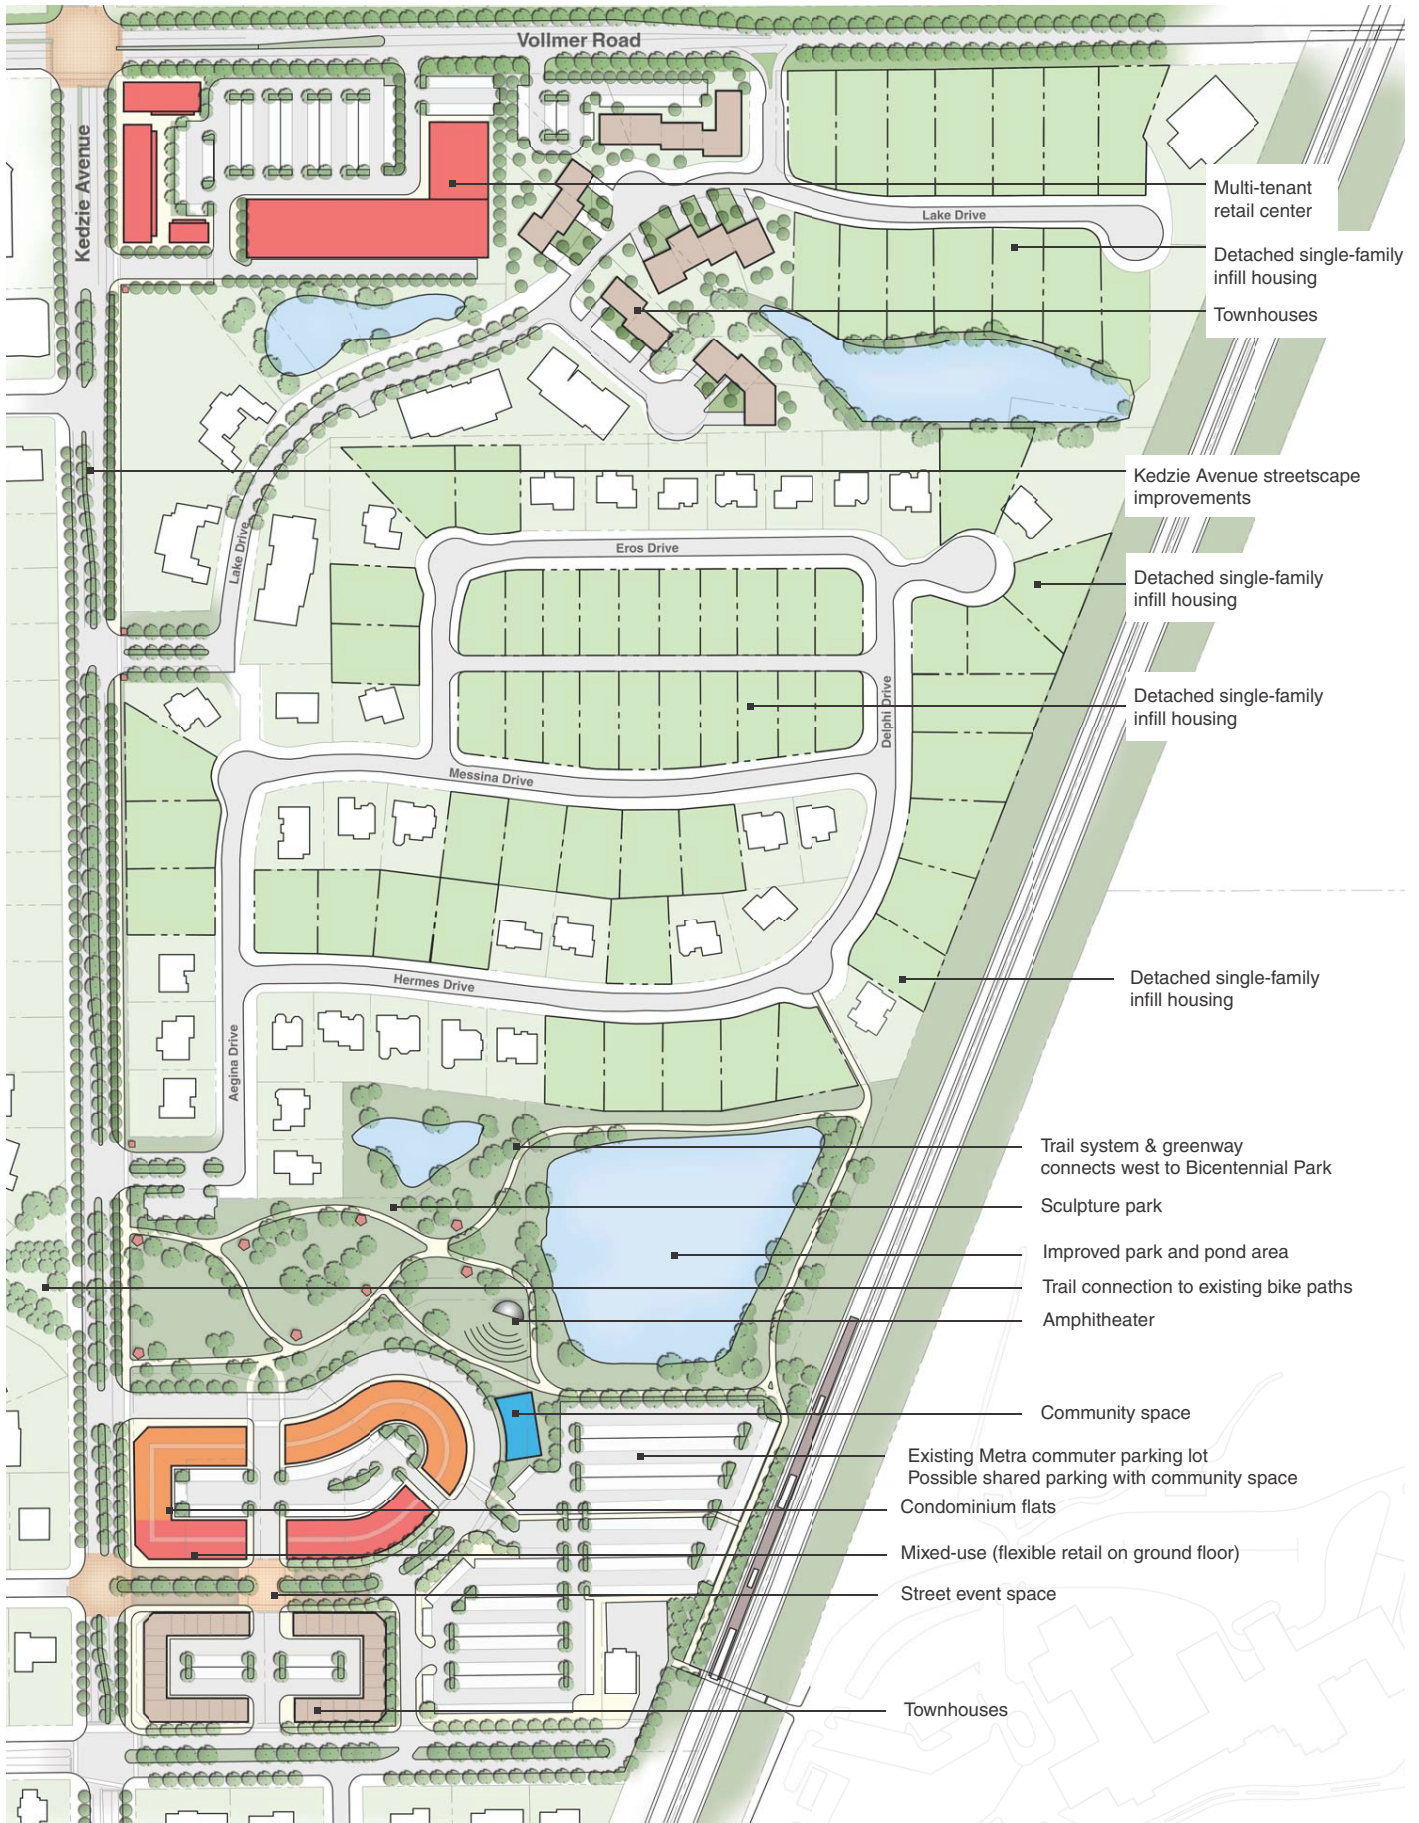 Vollmer Road
Kedzie Avenue
Multi-tenant
retail center
Lake Drive
Detached single-family
infill housing
Townhouses
Kedzie Avenue streetscape
improvements
Lake Drive
Eros Drive
Detached single-family
infill housing
Detached single-family
infill housing
Delphi Drive
Messina Drive
Hermes Drive
Detached single-family
infill housing
Aegina Drive
Trail system & greenway
connects west to Bicentennial Park
Sculpture park
Improved park and pond area
Trail connection to existing bike paths
Amphitheater
Community space
Existing Metra commuter parking lot
Possible shared parking with community space
Condominium flats
Mixed-use (flexible retail on ground floor)
Street event space
Townhouses